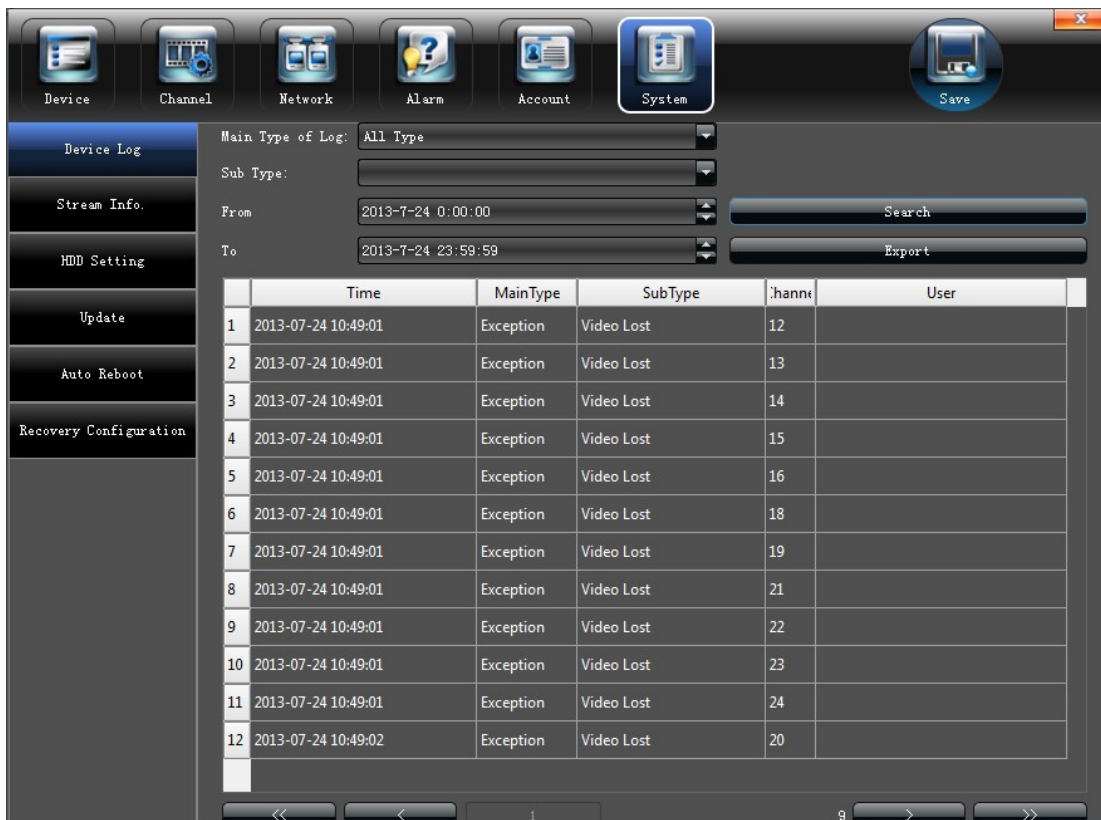 Device Channel Network Alarm Account System Save
Device Log
Stream Info.
HDD Setting
Update
Auto Reboot
Recovery Configuration
Main Type of Log: All Type
Sub Type:
From 2013-7-24 0:00:00 Search
To 2013-7-24 23:59:59 Export
Time MainType SubType Channe User
1 2013-07-24 10:49:01 Exception Video Lost 12
2 2013-07-24 10:49:01 Exception Video Lost 13
3 2013-07-24 10:49:01 Exception Video Lost 14
4 2013-07-24 10:49:01 Exception Video Lost 15
5 2013-07-24 10:49:01 Exception Video Lost 16
6 2013-07-24 10:49:01 Exception Video Lost 18
7 2013-07-24 10:49:01 Exception Video Lost 19
8 2013-07-24 10:49:01 Exception Video Lost 21
9 2013-07-24 10:49:01 Exception Video Lost 22
10 2013-07-24 10:49:01 Exception Video Lost 23
11 2013-07-24 10:49:01 Exception Video Lost 24
12 2013-07-24 10:49:02 Exception Video Lost 20
<< < 1 9 > >>